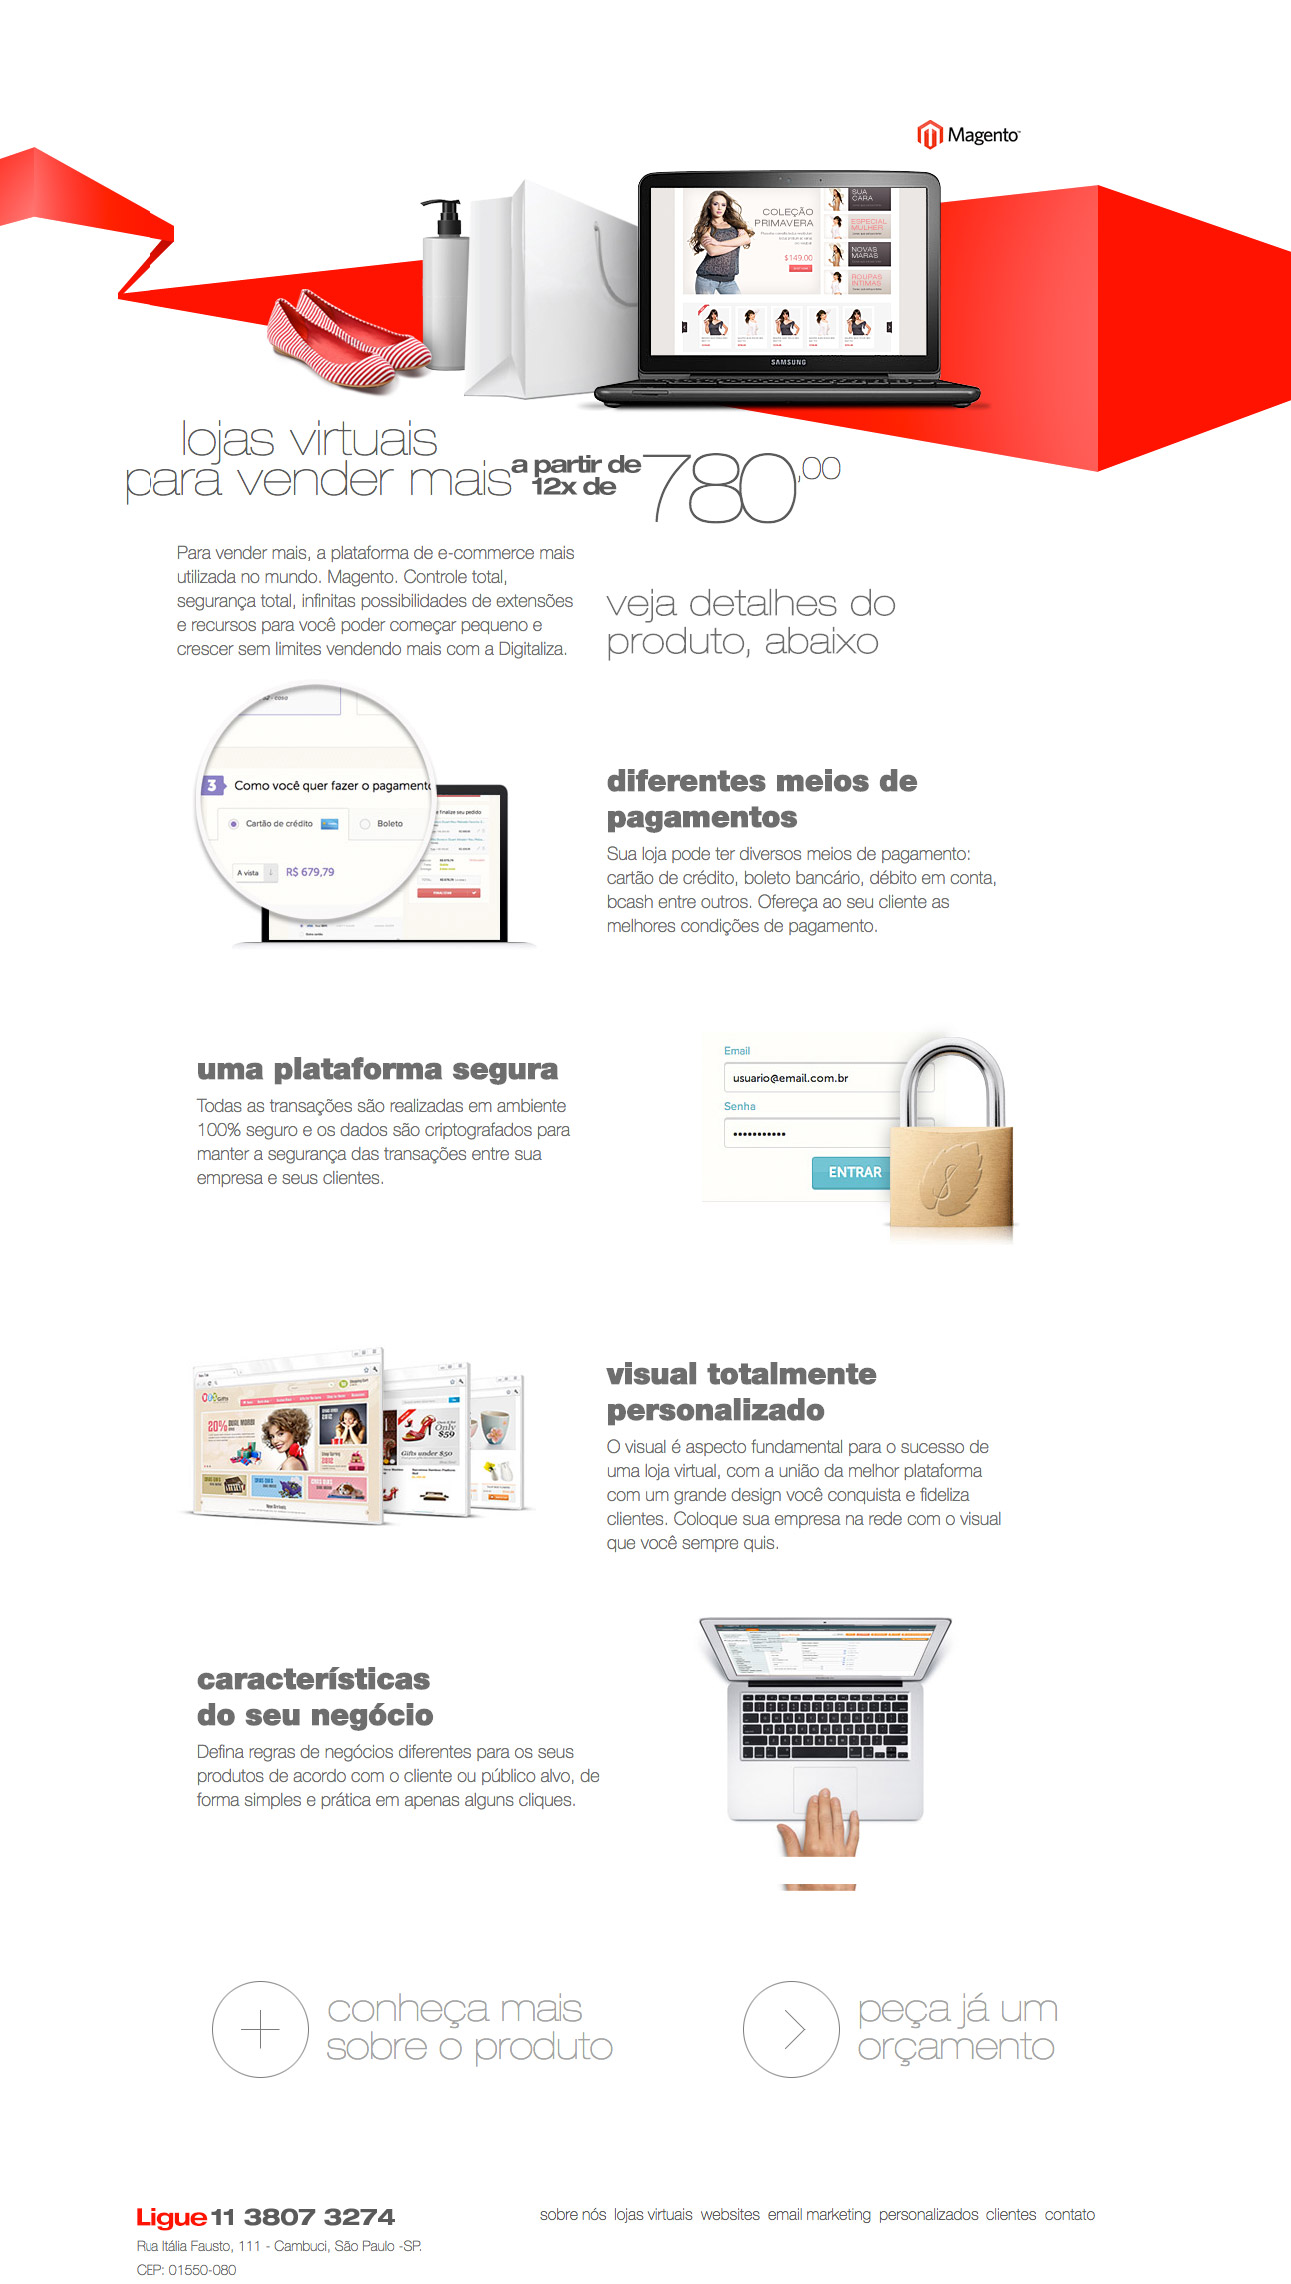 Magento
COLEÇÃO
PRIMAVERA
$149.00
SUA
CARA
ESPECIAL
MULHER
NOVAS
MARAS
ROUPAS
INTIMAS
SAMSUNG
lojas virtuais
para vender mais
a partir de
12x de
780,00
Para vender mais, a plataforma de e-commerce mais
utilizada no mundo. Magento. Controle total,
segurança total, infinitas possibilidades de extensões
e recursos para você poder começar pequeno e
crescer sem limites vendendo mais com a Digitaliza.
veja detalhes do
produto, abaixo
3 Como você quer fazer o pagamento
Cartão de crédito
Boleto
A vista
R$ 679,79
e finalize seu pedido
diferentes meios de
pagamentos
Sua loja pode ter diversos meios de pagamento:
cartão de crédito, boleto bancário, débito em conta,
bcash entre outros. Ofereça ao seu cliente as
melhores condições de pagamento.
uma plataforma segura
Todas as transações são realizadas em ambiente
100% seguro e os dados são criptografados para
manter a segurança das transações entre sua
empresa e seus clientes.
Email
usuario@email.com.br
Senha
•••••••••••
ENTRAR
20%
Only
$59
Gifts under $50
visual totalmente
personalizado
O visual é aspecto fundamental para o sucesso de
uma loja virtual, com a união da melhor plataforma
com um grande design você conquista e fideliza
clientes. Coloque sua empresa na rede com o visual
que você sempre quis.
características
do seu negócio
Defina regras de negócios diferentes para os seus
produtos de acordo com o cliente ou público alvo, de
forma simples e prática em apenas alguns cliques.
conheça mais
sobre o produto
peça já um
orçamento
Ligue 11 3807 3274
Rua Itália Fausto, 111 - Cambuci, São Paulo -SP.
CEP: 01550-080
sobre nós lojas virtuais websites email marketing personalizados clientes contato